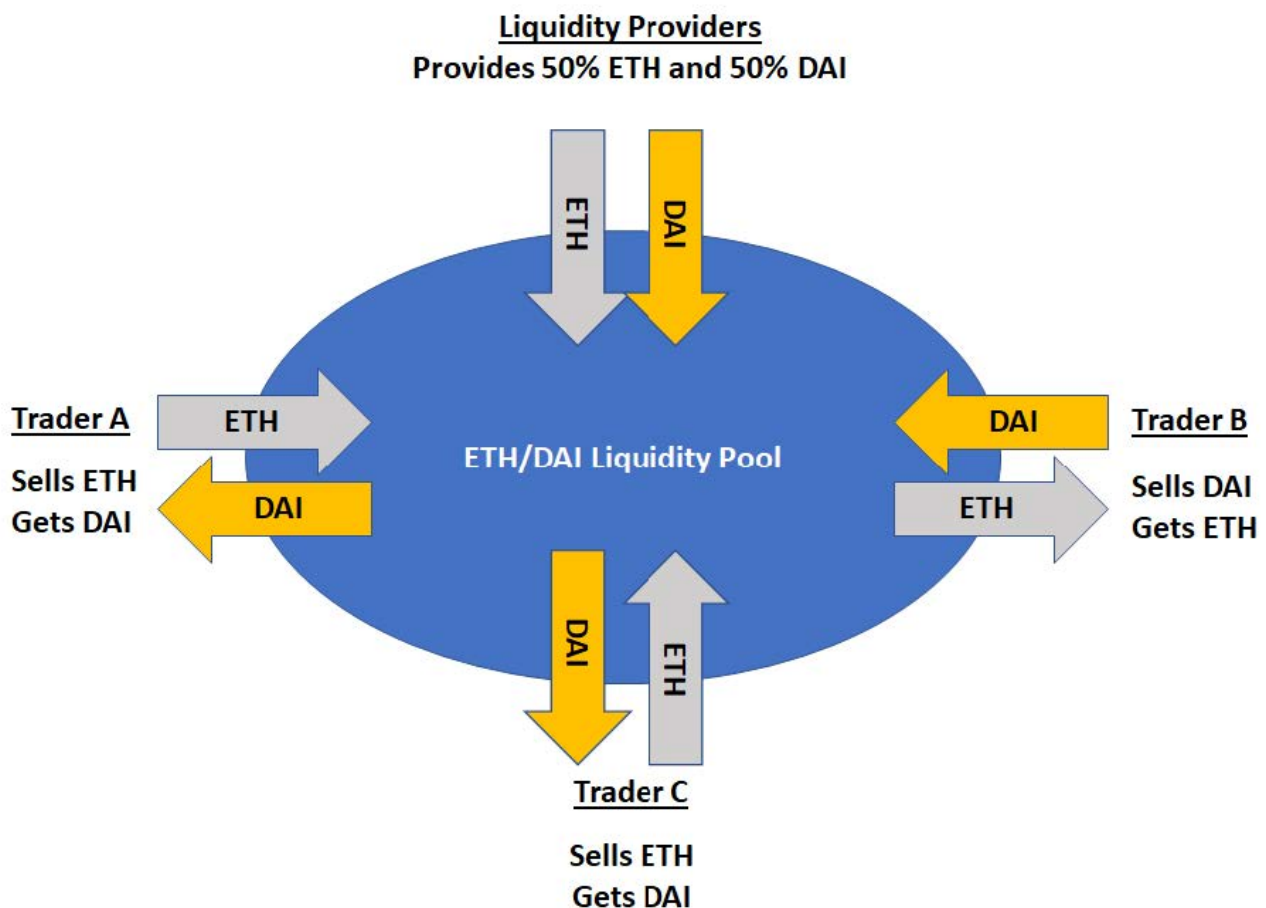 Liquidity Providers
Provides 50% ETH and 50% DAI
ETH
DAI
Trader A
ETH
Sells ETH
Gets DAI
DAI
ETH/DAI Liquidity Pool
DAI
Trader B
ETH
Sells DAI
Gets ETH
DAI
ETH
Trader C
Sells ETH
Gets DAI